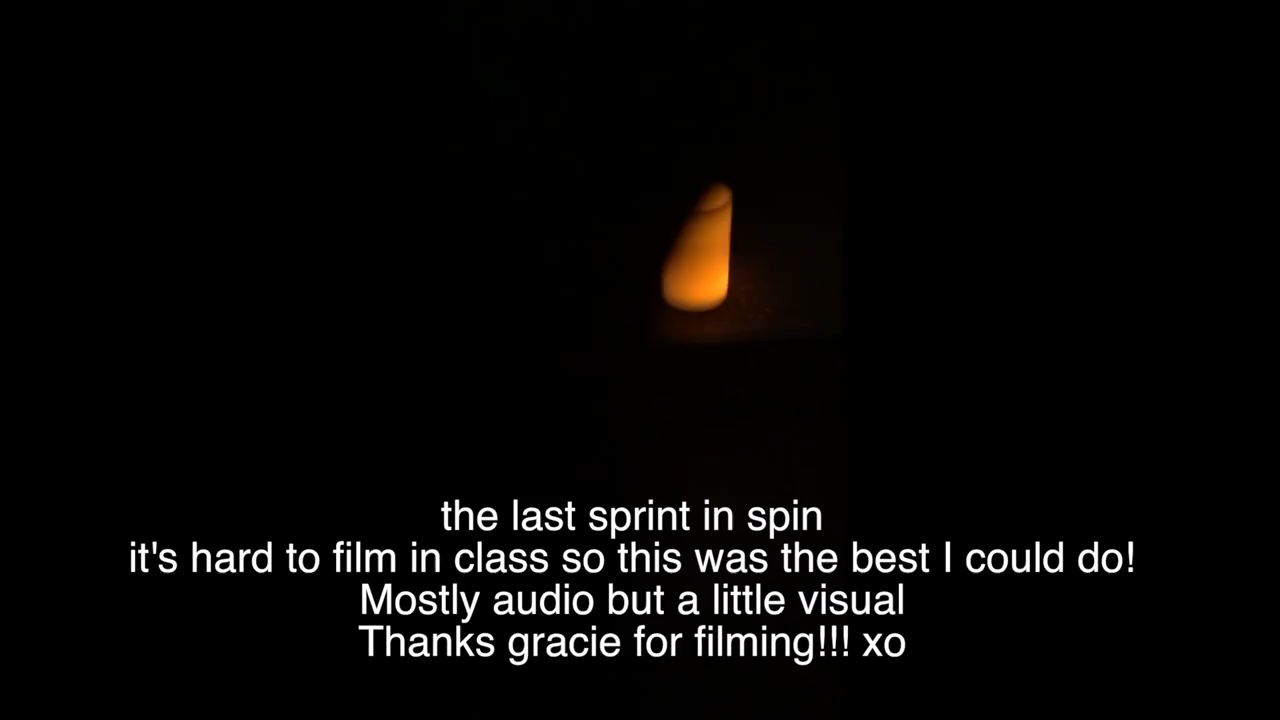 the last sprint in spin
it's hard to film in class so this was the best I could do!
Mostly audio but a little visual
Thanks gracie for filming!!! xo